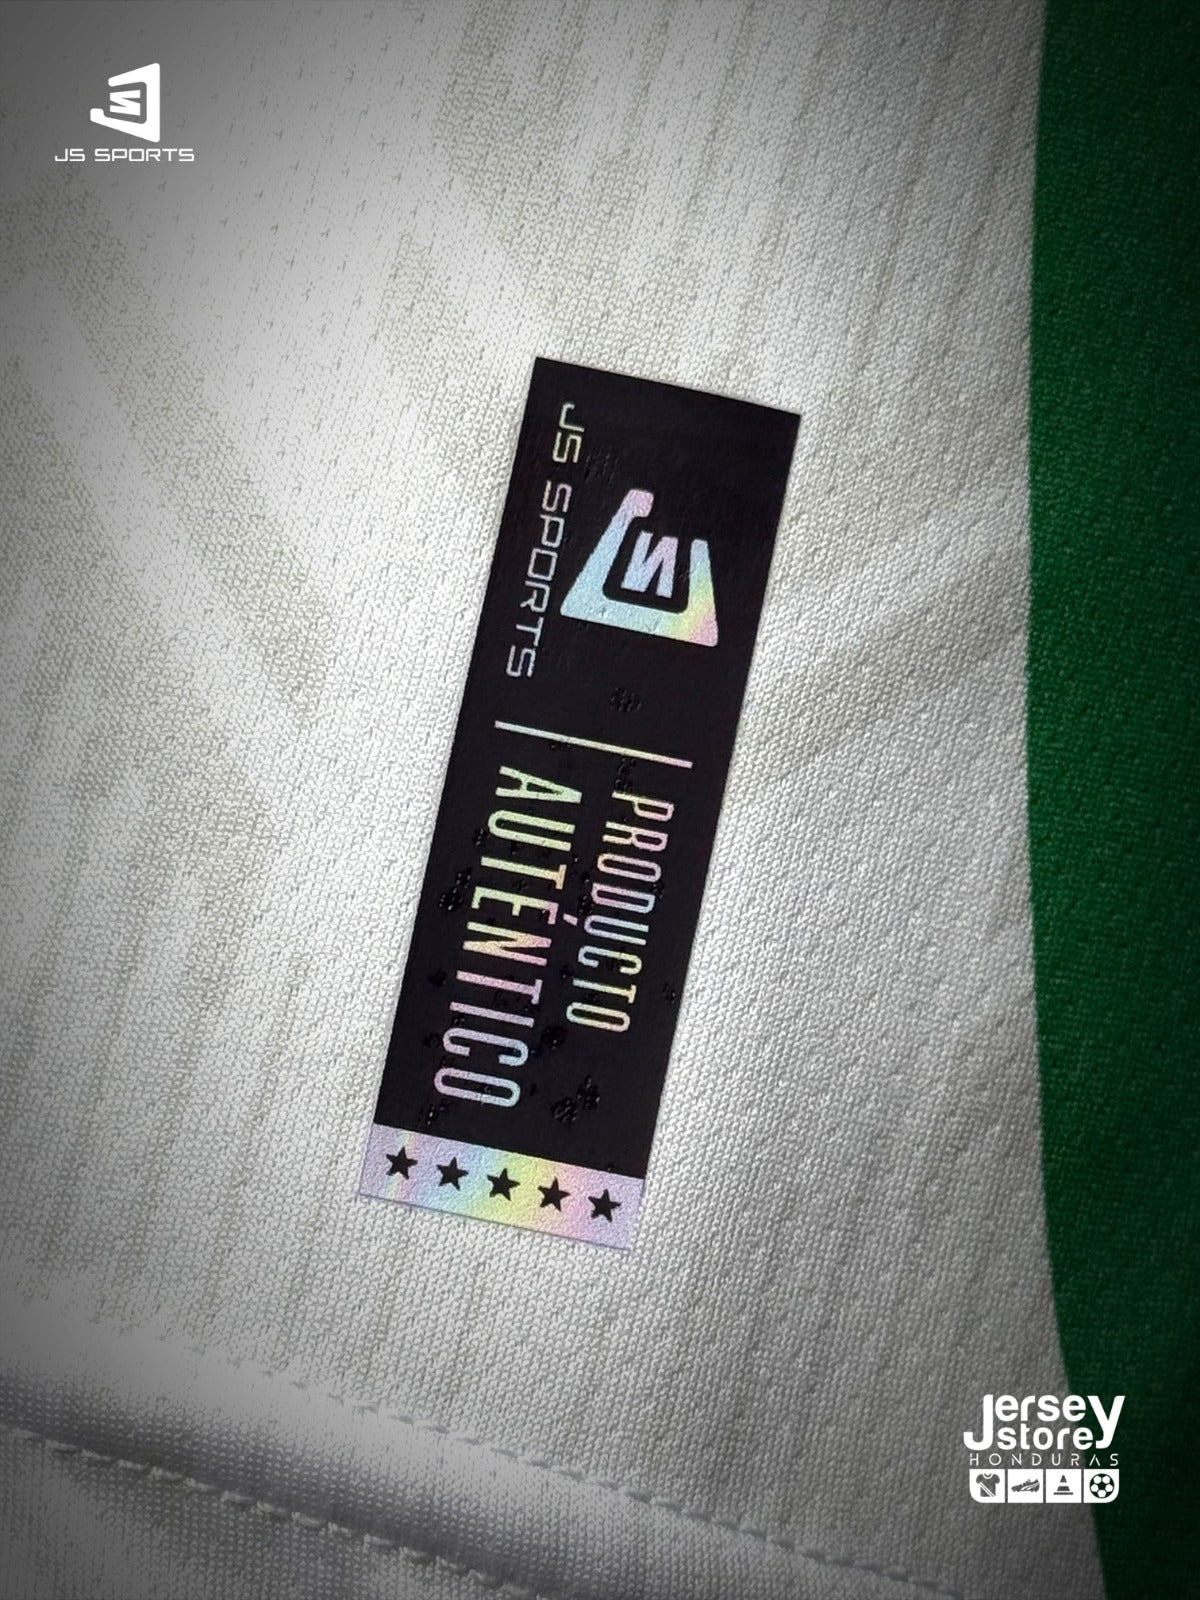 JS SPORTS
JS SPORTS
PRODUCTO
AUTÉNTICO
Jersey
store
HONDURAS